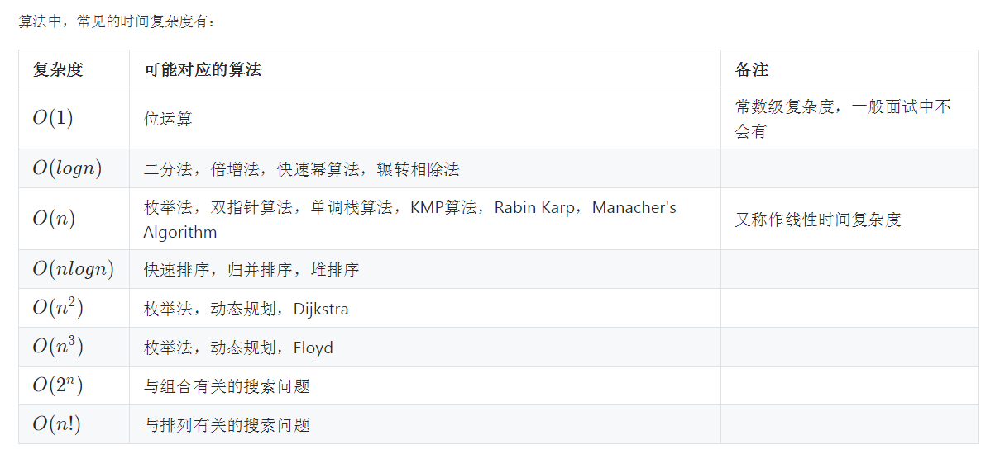 算法中，常见的时间复杂度有：
复杂度 可能对应的算法 备注
O(1) 位运算 常数级复杂度，一般面试中不
会有
O(logn) 二分法，倍增法，快速幂算法，辗转相除法
O(n) 枚举法，双指针算法，单调栈算法，KMP算法，Rabin Karp，Manacher's
Algorithm 又称作线性时间复杂度
O(nlogn) 快速排序，归并排序，堆排序
O(n²) 枚举法，动态规划，Dijkstra
O(n³) 枚举法，动态规划，Floyd
O(2ⁿ) 与组合有关的搜索问题
O(n!) 与排列有关的搜索问题